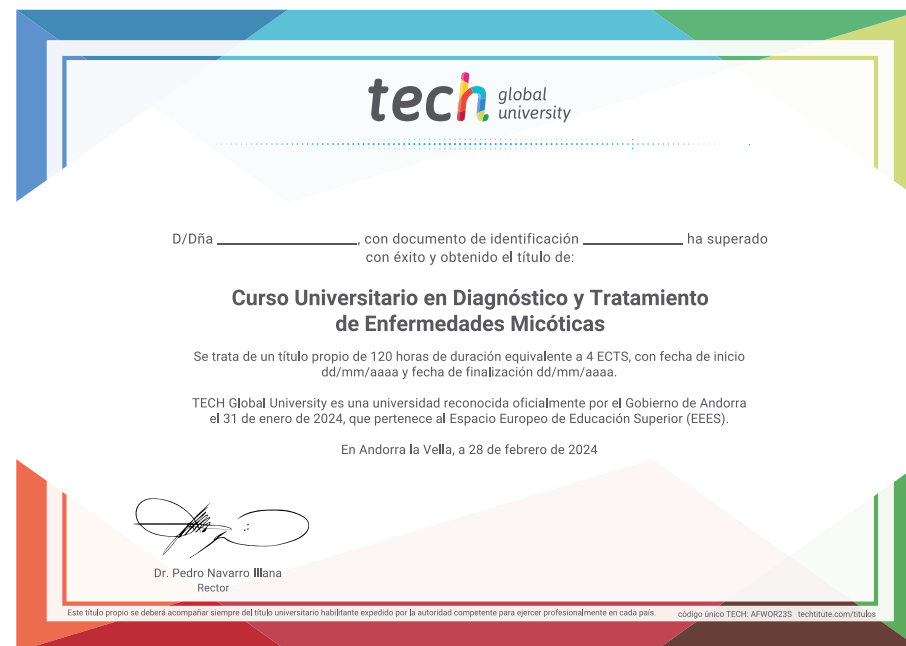 tech global university
D/Dña ____________________, con documento de identificación ______________ ha superado
con éxito y obtenido el título de:
Curso Universitario en Diagnóstico y Tratamiento
de Enfermedades Micóticas
Se trata de un título propio de 120 horas de duración equivalente a 4 ECTS, con fecha de inicio
dd/mm/aaaa y fecha de finalización dd/mm/aaaa.
TECH Global University es una universidad reconocida oficialmente por el Gobierno de Andorra
el 31 de enero de 2024, que pertenece al Espacio Europeo de Educación Superior (EEES).
En Andorra la Vella, a 28 de febrero de 2024
Dr. Pedro Navarro Illana
Rector
Este título propio se deberá acompañar siempre del título universitario habilitante expedido por la autoridad competente para ejercer profesionalmente en cada país. código único TECH: AFWOR23S techtitute.com/titulos